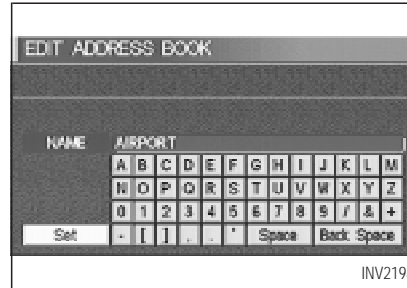 EDIT ADDRESS BOOK
NAME AIRPORT
A B C D E F G H I J K L M
N O P Q R S T U V W X Y Z
0 1 2 3 4 5 6 7 8 9 / & +
Set - [ ] , . ' Space Back Space
INV219